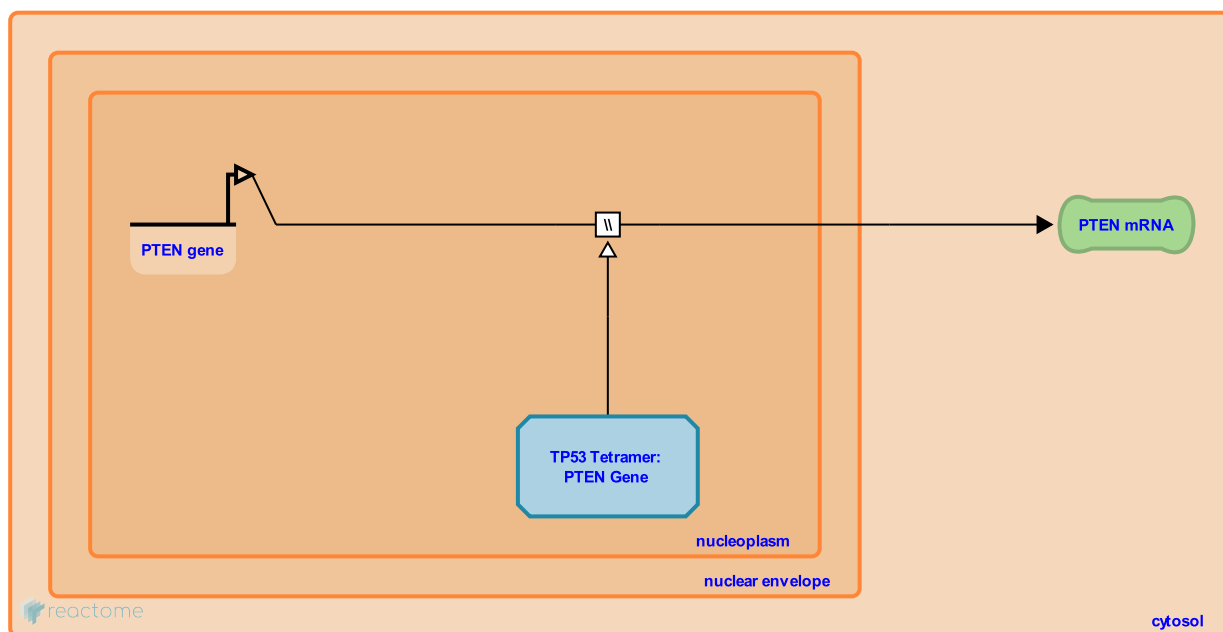 PTEN gene
\\
PTEN mRNA
TP53 Tetramer:
PTEN Gene
nucleoplasm
nuclear envelope
reactome
cytosol